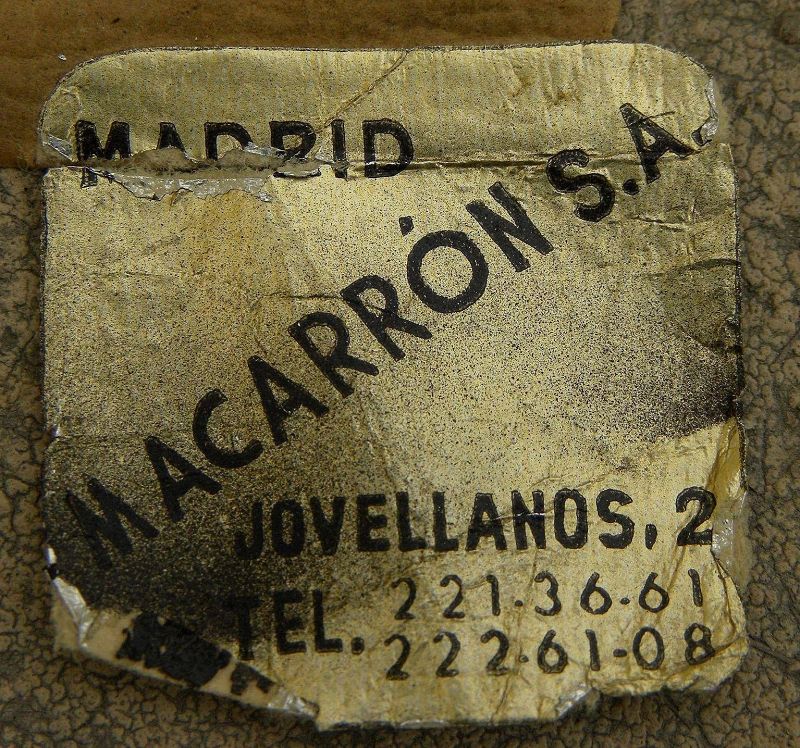 MADRID
MACARRÓN S.A.
JOVELLANOS, 2
TEL. 221·36·61
222·61-08